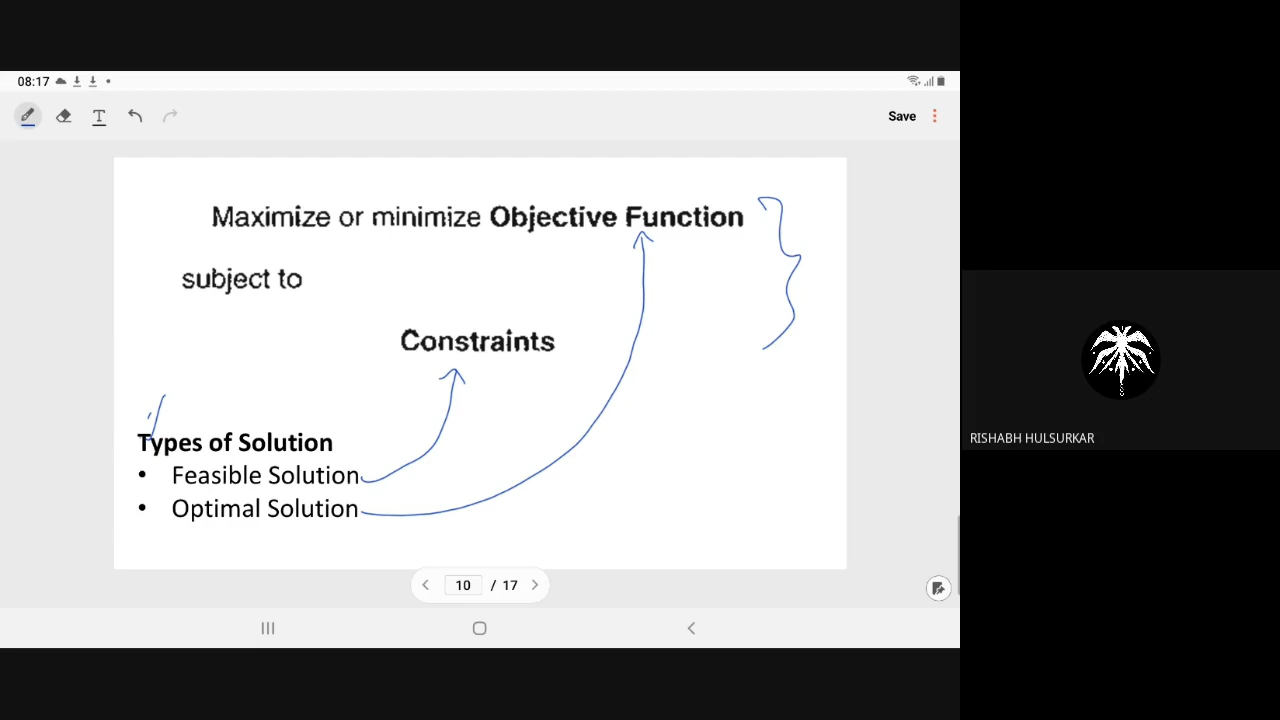 08:17
Save
Maximize or minimize Objective Function
subject to
Constraints
Types of Solution
• Feasible Solution
• Optimal Solution
10 / 17
RISHABH HULSURKAR